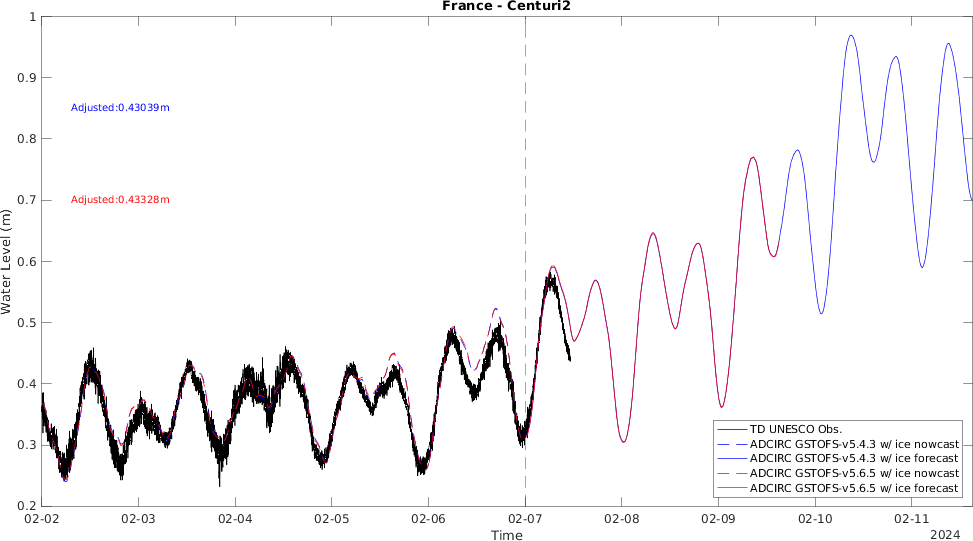 France - Centuri2
1
0.9
0.8
0.7
0.6
0.5
0.4
0.3
0.2
Water Level (m)
Adjusted:0.43039m
Adjusted:0.43328m
TD UNESCO Obs.
ADCIRC GSTOFS-v5.4.3 w/ ice nowcast
ADCIRC GSTOFS-v5.4.3 w/ ice forecast
ADCIRC GSTOFS-v5.6.5 w/ ice nowcast
ADCIRC GSTOFS-v5.6.5 w/ ice forecast
02-02 02-03 02-04 02-05 02-06 02-07 02-08 02-09 02-10 02-11
Time
2024